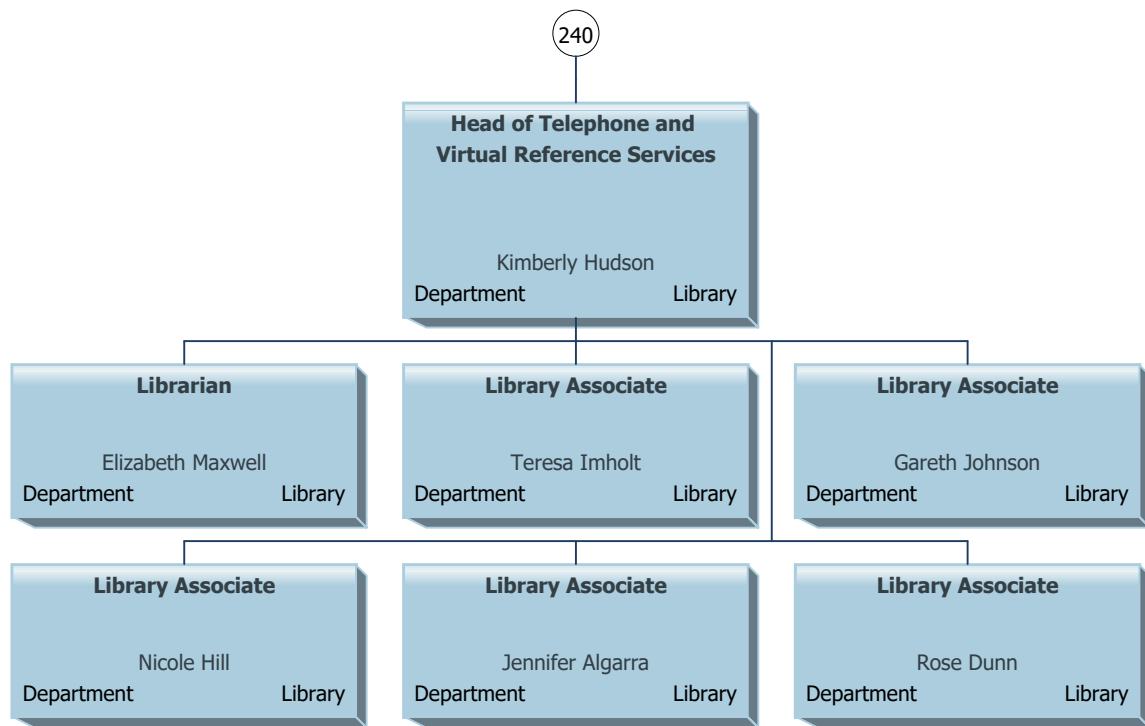 240
Head of Telephone and
Virtual Reference Services
Kimberly Hudson
Department Library
Librarian
Elizabeth Maxwell
Department Library
Library Associate
Teresa Imholt
Department Library
Library Associate
Gareth Johnson
Department Library
Library Associate
Nicole Hill
Department Library
Library Associate
Jennifer Algarra
Department Library
Library Associate
Rose Dunn
Department Library